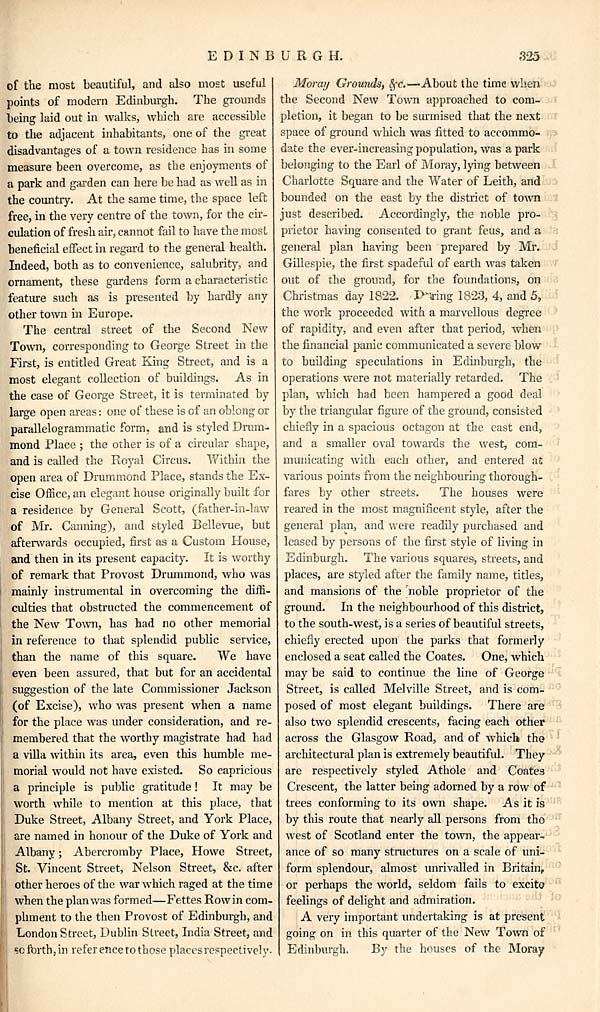 EDINBURGH.
325
of the most beautiful, and also most useful
points of modern Edinburgh. The grounds
being laid out in walks, which are accessible
to the adjacent inhabitants, one of the great
disadvantages of a town residence has in some
measure been overcome, as the enjoyments of
a park and garden can here be had as well as in
the country. At the same time, the space left
free, in the very centre of the town, for the cir-
culation of fresh air, cannot fail to have the most
beneficial effect in regard to the general health.
Indeed, both as to convenience, salubrity, and
ornament, these gardens form a characteristic
feature such as is presented by hardly any
other town in Europe.
The central street of the Second New
Town, corresponding to George Street in the
First, is entitled Great King Street, and is a
most elegant collection of buildings. As in
the case of George Street, it is terminated by
large open areas: one of these is of an oblong or
parallelogrammatic form, and is styled Drum-
mond Place; the other is of a circular shape,
and is called the Royal Circus. Within the
open area of Drummond Place, stands the Ex-
cise Office, an elegant house originally built for
a residence by General Scott, (father-in-law
of Mr. Canning), and styled Bellevue, but
afterwards occupied, first as a Custom House,
and then in its present capacity. It is worthy
of remark that Provost Drummond, who was
mainly instrumental in overcoming the diffi-
culties that obstructed the commencement of
the New Town, has had no other memorial
in reference to that splendid public service,
than the name of this square. We have
even been assured, that but for an accidental
suggestion of the late Commissioner Jackson
(of Excise), who was present when a name
for the place was under consideration, and re-
membered that the worthy magistrate had had
a villa within its area, even this humble me-
morial would not have existed. So capricious
a principle is public gratitude! It may be
worth while to mention at this place, that
Duke Street, Albany Street, and York Place,
are named in honour of the Duke of York and
Albany; Abercromby Place, Howe Street,
St. Vincent Street, Nelson Street, &c. after
other heroes of the war which raged at the time
when the plan was formed—Fettes Row in com-
pliment to the then Provost of Edinburgh, and
London Street, Dublin Street, India Street, and
so forth, in reference to those places respectively.
Moray Grounds, &c.—About the time when
the Second New Town approached to com-
pletion, it began to be surmised that the next
space of ground which was fitted to accommo-
date the ever-increasing population, was a park
belonging to the Earl of Moray, lying between
Charlotte Square and the Water of Leith, and
bounded on the east by the district of town
just described. Accordingly, the noble pro-
prietor having consented to grant feus, and a
general plan having been prepared by Mr.
Gillespie, the first spadeful of earth was taken
out of the ground, for the foundations, on
Christmas day 1822. During 1823, 4, and 5,
the work proceeded with a marvellous degree
of rapidity, and even after that period, when
the financial panic communicated a severe blow
to building speculations in Edinburgh, the
operations were not materially retarded. The
plan, which had been hampered a good deal
by the triangular figure of the ground, consisted
chiefly in a spacious octagon at the east end,
and a smaller oval towards the west, com-
municating with each other, and entered at
various points from the neighbouring thorough-
fares by other streets. The houses were
reared in the most magnificent style, after the
general plan, and were readily purchased and
leased by persons of the first style of living in
Edinburgh. The various squares, streets, and
places, are styled after the family name, titles,
and mansions of the noble proprietor of the
ground. In the neighbourhood of this district,
to the south-west, is a series of beautiful streets,
chiefly erected upon the parks that formerly
enclosed a seat called the Coates. One, which
may be said to continue the line of George
Street, is called Melville Street, and is com-
posed of most elegant buildings. There are
also two splendid crescents, facing each other
across the Glasgow Road, and of which the
architectural plan is extremely beautiful. They
are respectively styled Athole and Coates
Crescent, the latter being adorned by a row of
trees conforming to its own shape. As it is
by this route that nearly all persons from the
west of Scotland enter the town, the appear-
ance of so many structures on a scale of uni-
form splendour, almost unrivalled in Britain,
or perhaps the world, seldom fails to excite
feelings of delight and admiration.
A very important undertaking is at present
going on in this quarter of the New Town of
Edinburgh. By the houses of the Moray